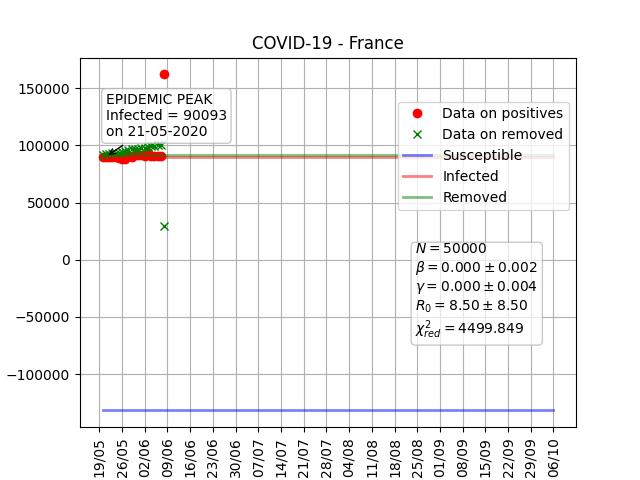 COVID-19 - France
150000
100000
50000
0
−50000
−100000
EPIDEMIC PEAK
Infected = 90093
on 21-05-2020
Data on positives
Data on removed
Susceptible
Infected
Removed
N = 50000
β = 0.000 ± 0.002
γ = 0.000 ± 0.004
R₀ = 8.50 ± 8.50
χ²red = 4499.849
19/05
26/05
02/06
09/06
16/06
23/06
30/06
07/07
14/07
21/07
28/07
04/08
11/08
18/08
25/08
01/09
08/09
15/09
22/09
29/09
06/10